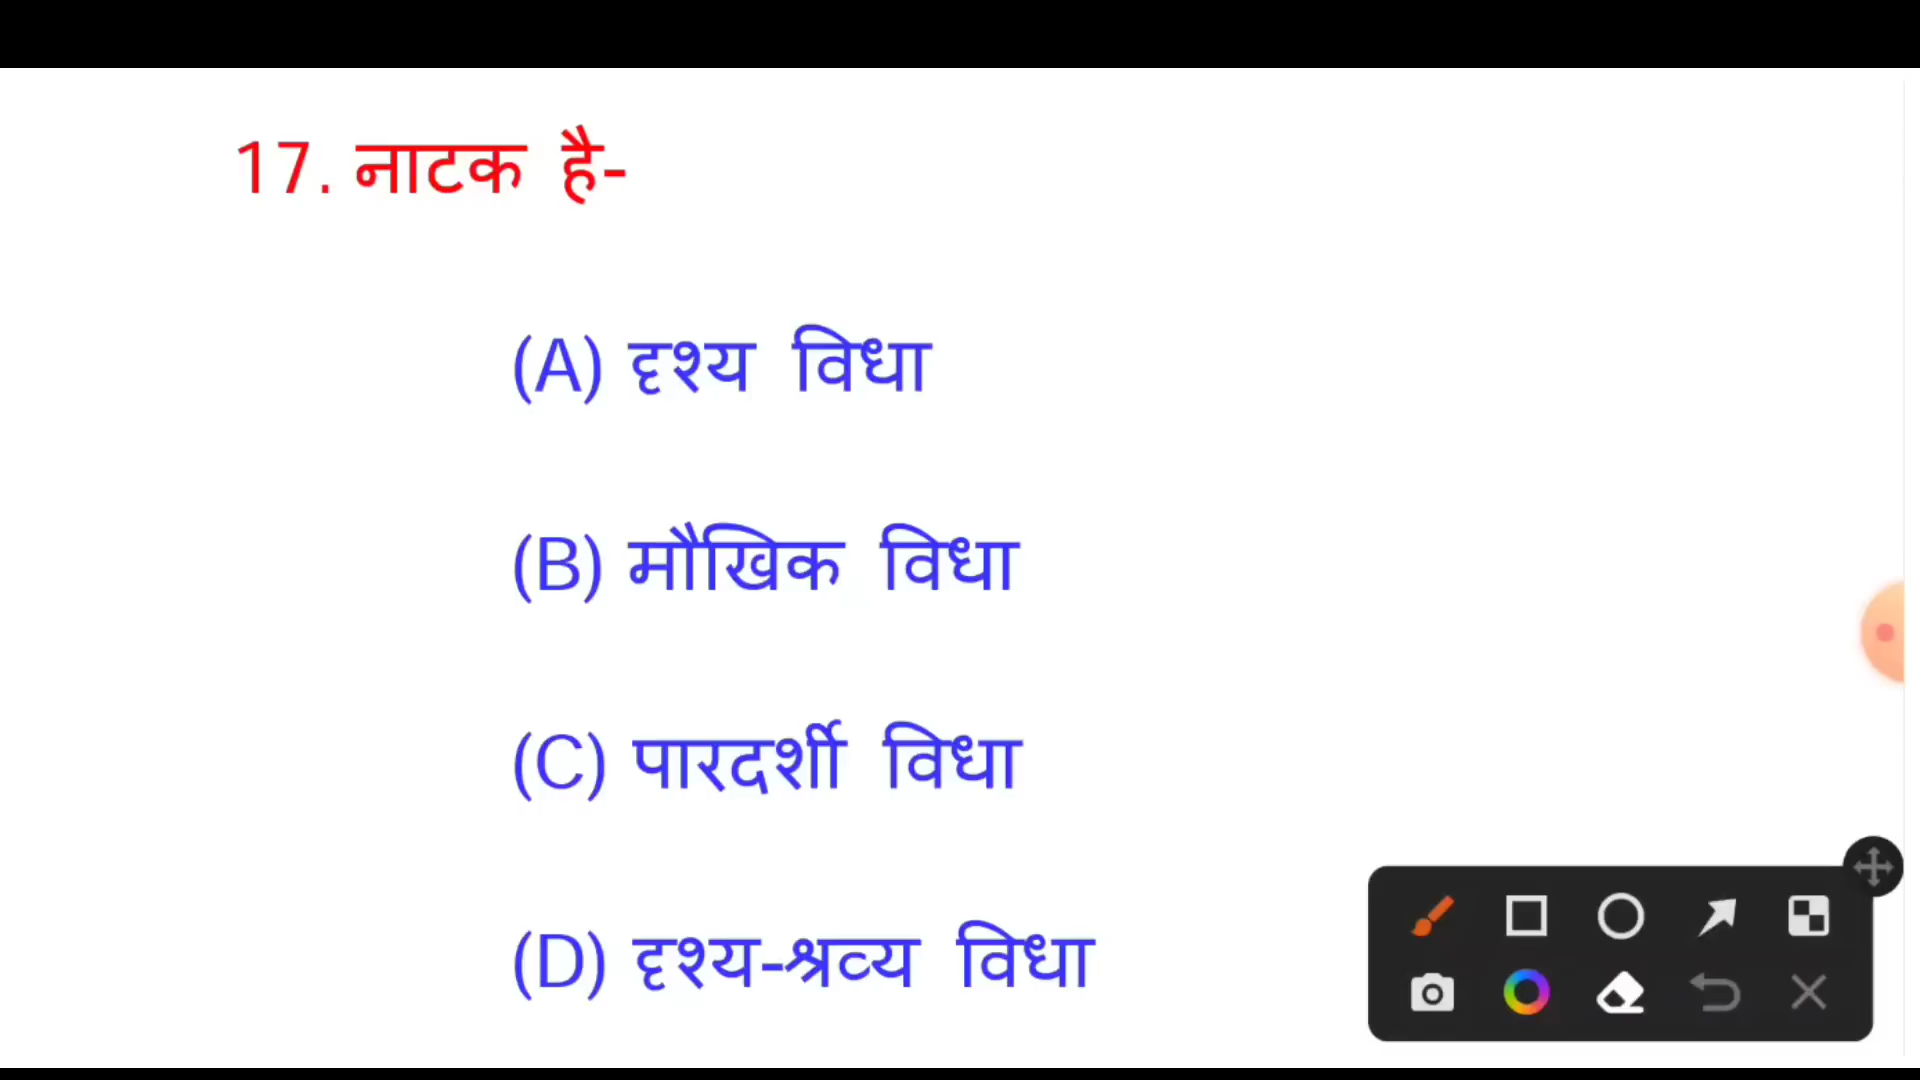 17. नाटक है-
(A) दृश्य विधा
(B) मौखिक विधा
(C) पारदर्शी विधा
(D) दृश्य-श्रव्य विधा